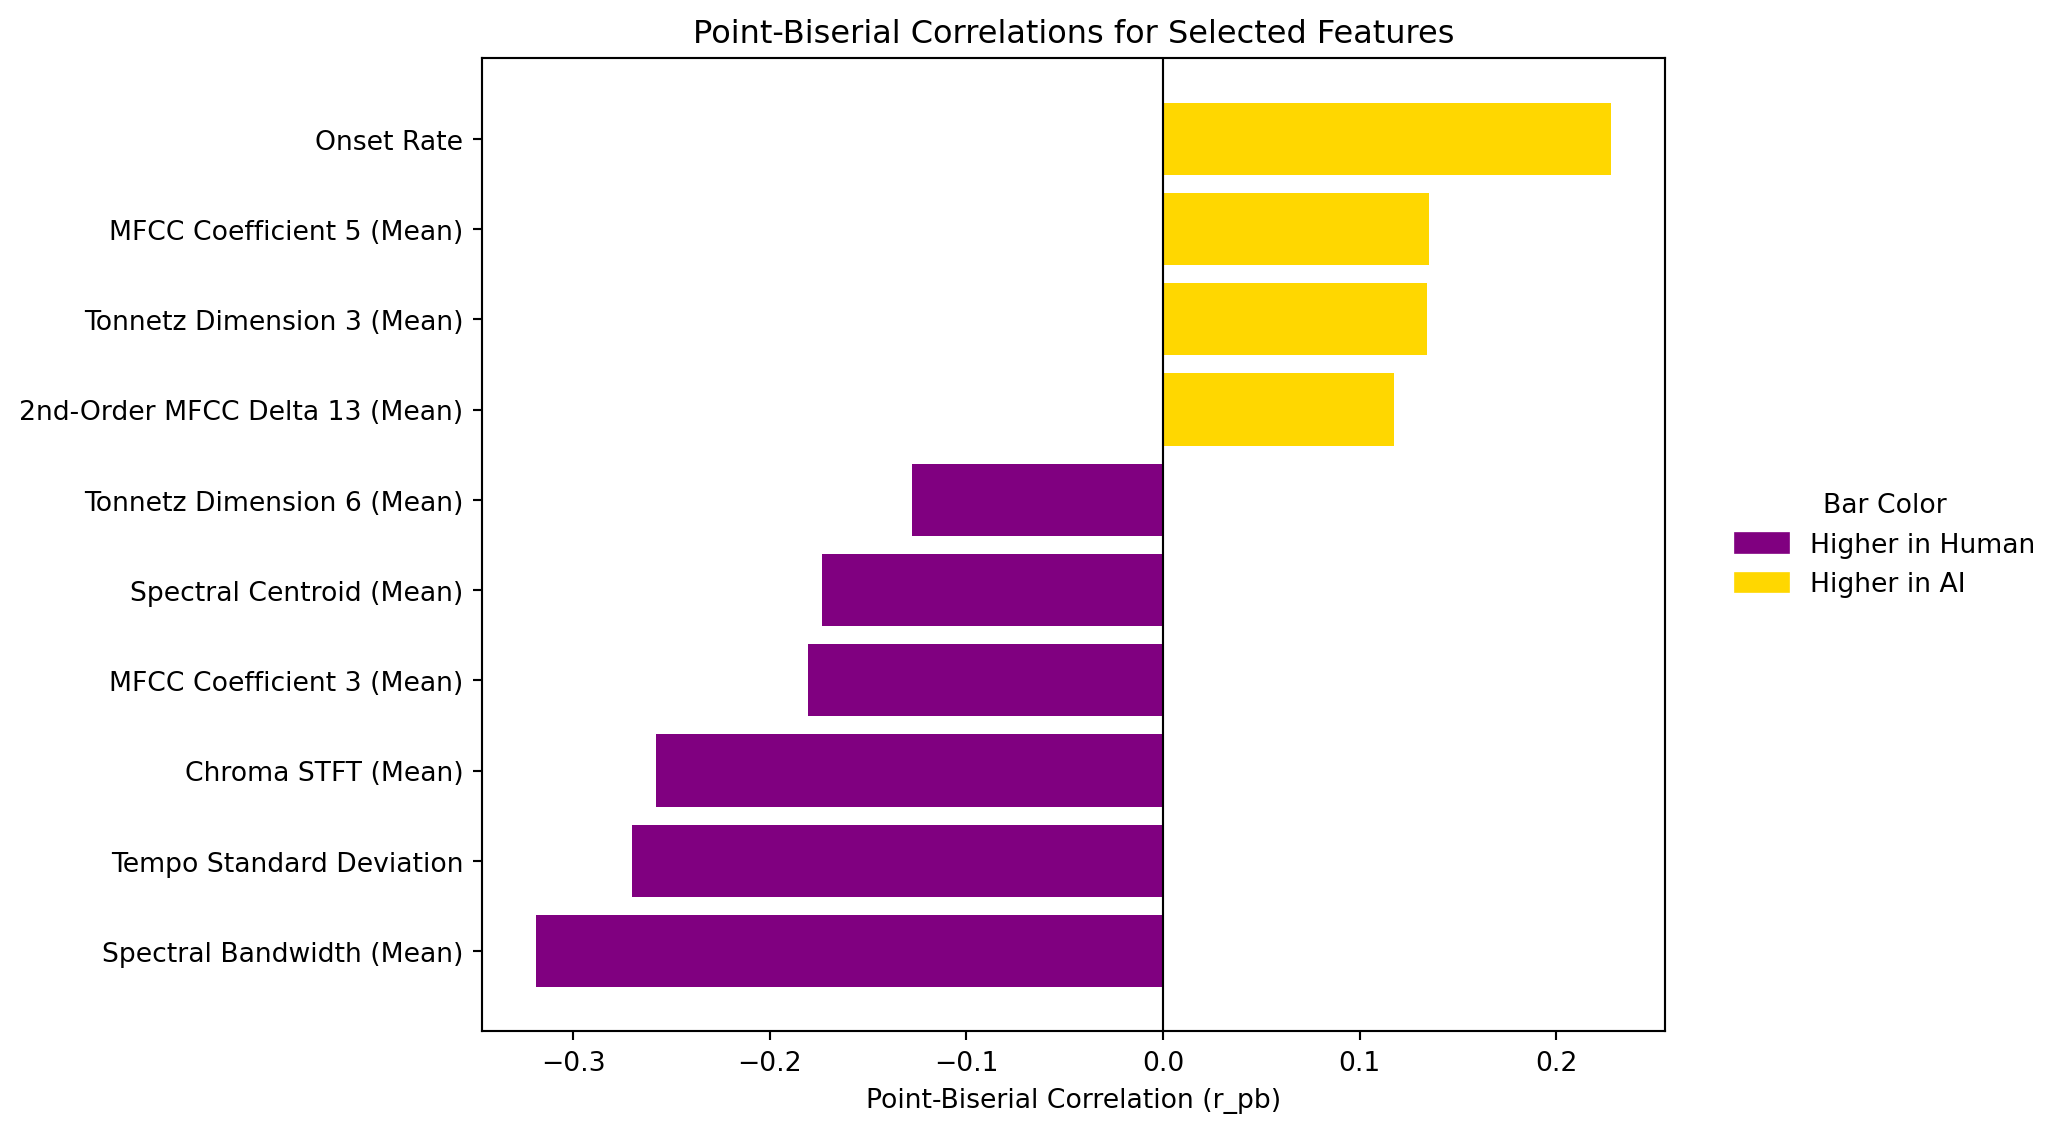 Point-Biserial Correlations for Selected Features
Onset Rate
MFCC Coefficient 5 (Mean)
Tonnetz Dimension 3 (Mean)
2nd-Order MFCC Delta 13 (Mean)
Tonnetz Dimension 6 (Mean)
Spectral Centroid (Mean)
MFCC Coefficient 3 (Mean)
Chroma STFT (Mean)
Tempo Standard Deviation
Spectral Bandwidth (Mean)
−0.3 −0.2 −0.1 0.0 0.1 0.2
Point-Biserial Correlation (r_pb)
Bar Color
Higher in Human
Higher in AI